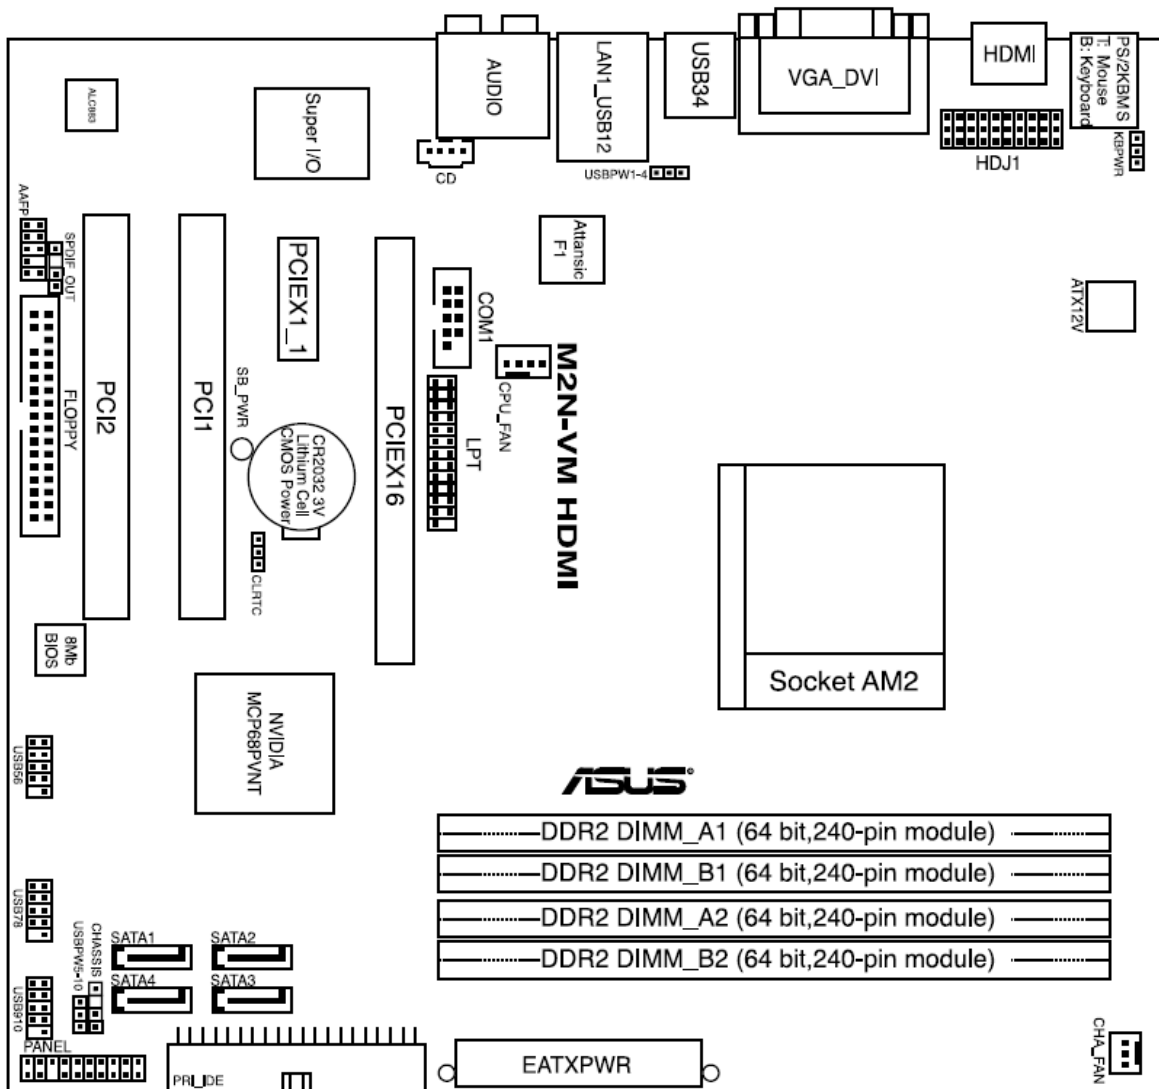 PS/2KBMS
T: Mouse
B: Keyboard
HDMI
VGA_DVI
USB34
LAN1_USB12
AUDIO
Super I/O
ALC883
CD
USBPW1-4
HDJ1
KBPWR
AAFP
SPDIF_OUT
Attansic
F1
ATX12V
PCIEX1_1
COM1
CPU_FAN
M2N-VM HDMI
SB_PWR
FLOPPY
PCI2
PCI1
CR2032 3V
Lithium Cell
CMOS Power
PCIEX16
LPT
CLRTC
8Mb
BIOS
NVIDIA
MCP68PVNT
Socket AM2
ASUS
USB56
DDR2 DIMM_A1 (64 bit,240-pin module)
DDR2 DIMM_B1 (64 bit,240-pin module)
DDR2 DIMM_A2 (64 bit,240-pin module)
DDR2 DIMM_B2 (64 bit,240-pin module)
USB78
CHASSIS
USBPW5-10
SATA1
SATA2
SATA4
SATA3
USB910
PANEL
PRI_IDE
EATXPWR
CHA_FAN